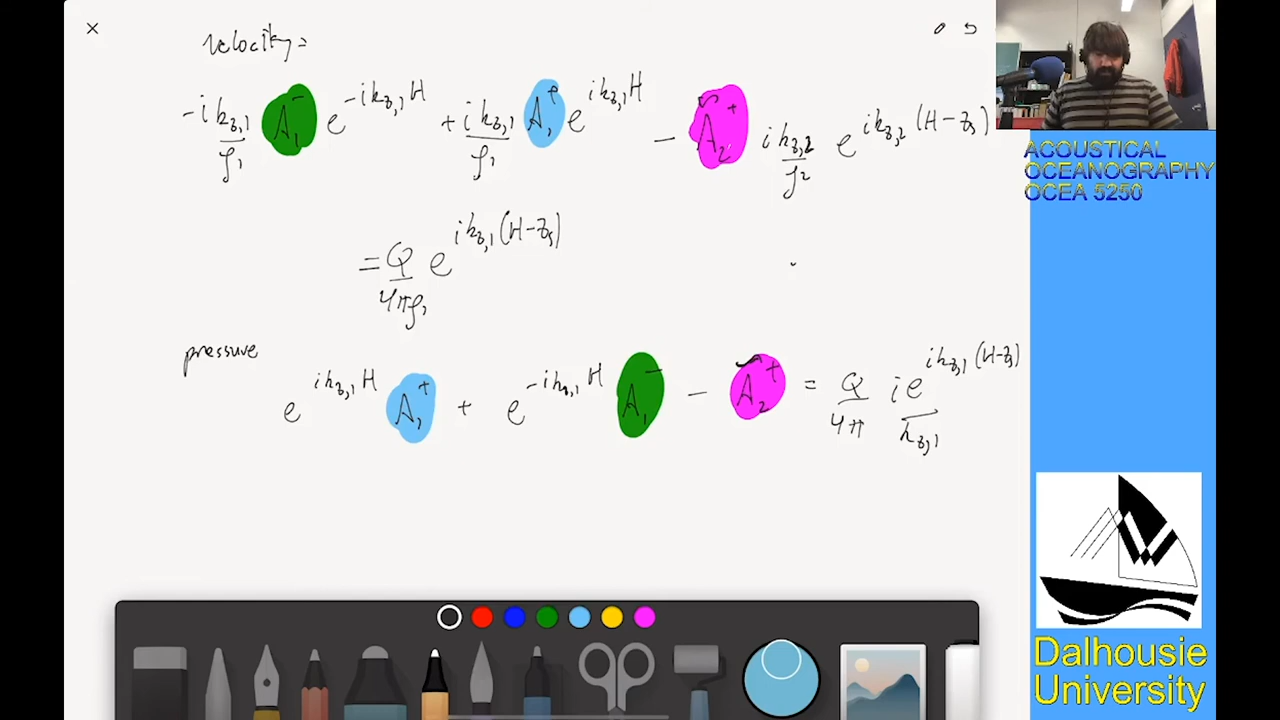 velocity:
-ik_{z,1}/ρ_1 A_1^- e^{-ik_{z,1}H} + ik_{z,1}/ρ_1 A_1^+ e^{ik_{z,1}H} - A_2^+ ik_{z,2}/ρ_2 e^{ik_{z,2}(H-z_s)}
= Q/4πρ_1 e^{ik_{z,1}(H-z_s)}
pressure
e^{ik_{z,1}H} A_1^+ + e^{-ik_{z,1}H} A_1^- - A_2^+ = Q/4π ie^{ik_{z,1}(H-z_s)}/k_{z,1}
ACOUSTICAL
OCEANOGRAPHY
OCEA 5250
Dalhousie
University